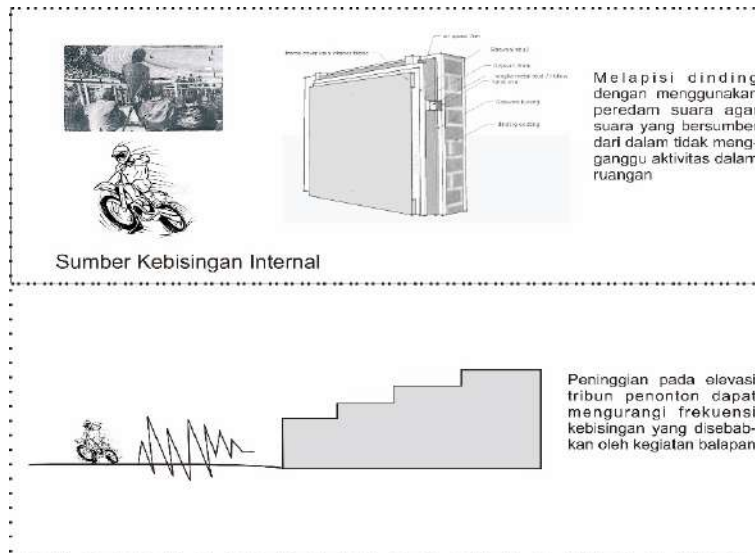 Melapisi dinding
dengan menggunakan
peredam suara agar
suara yang bersumber
dari dalam tidak meng-
ganggu aktivitas dalam
ruangan
Sumber Kebisingan Internal
Peninggian pada elevasi
tribun penonton dapat
mengurangi frekuensi
kebisingan yang disebab-
kan oleh kegiatan balapan